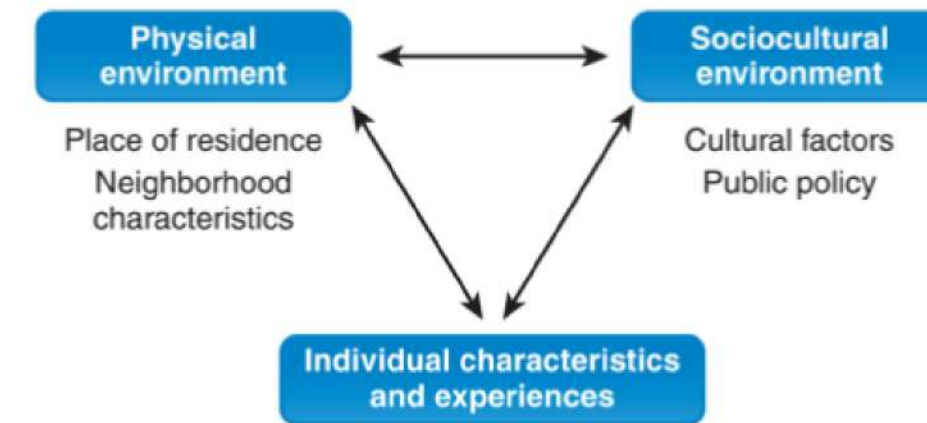 Physical
environment
Sociocultural
environment
Place of residence
Neighborhood
characteristics
Cultural factors
Public policy
Individual characteristics
and experiences